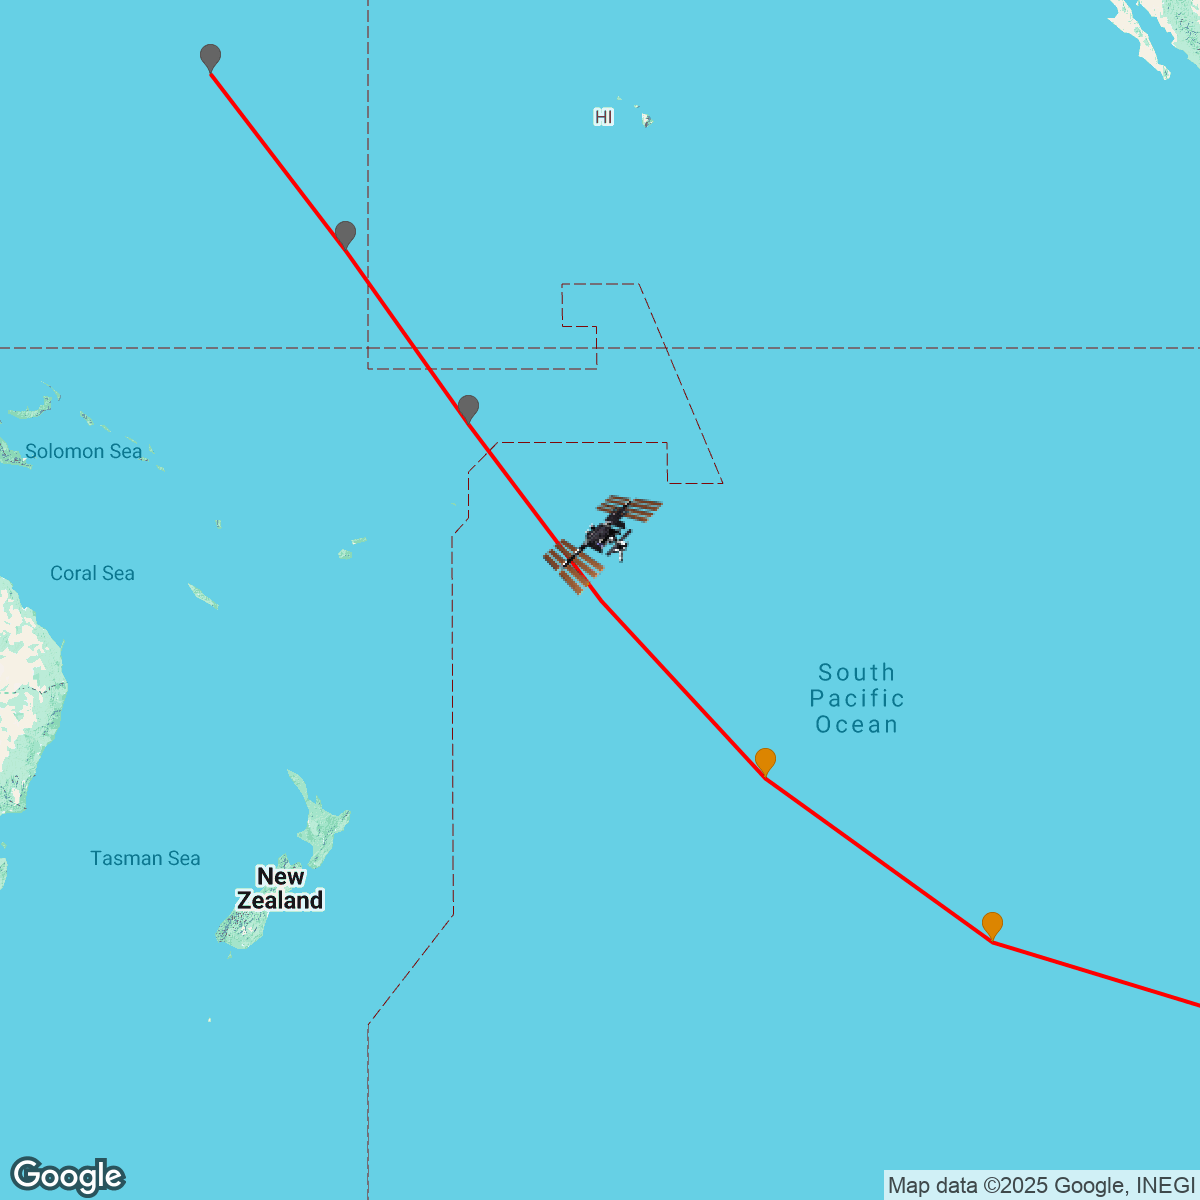 HI
Solomon Sea
Coral Sea
South
Pacific
Ocean
Tasman Sea
New
Zealand
Google
Map data ©2025 Google, INEGI